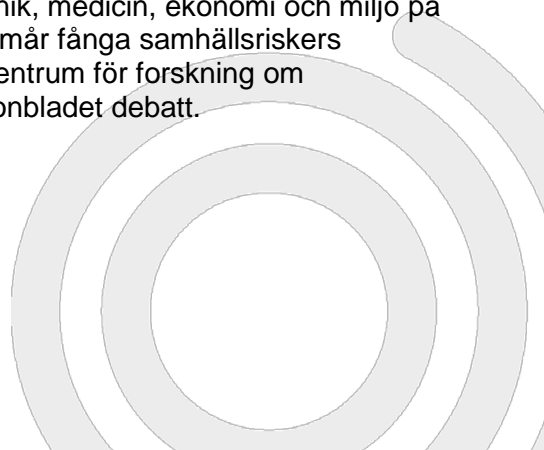 nik, medicin, ekonomi och miljö på
mår fånga samhällsriskers
entrum för forskning om
onbladet debatt.